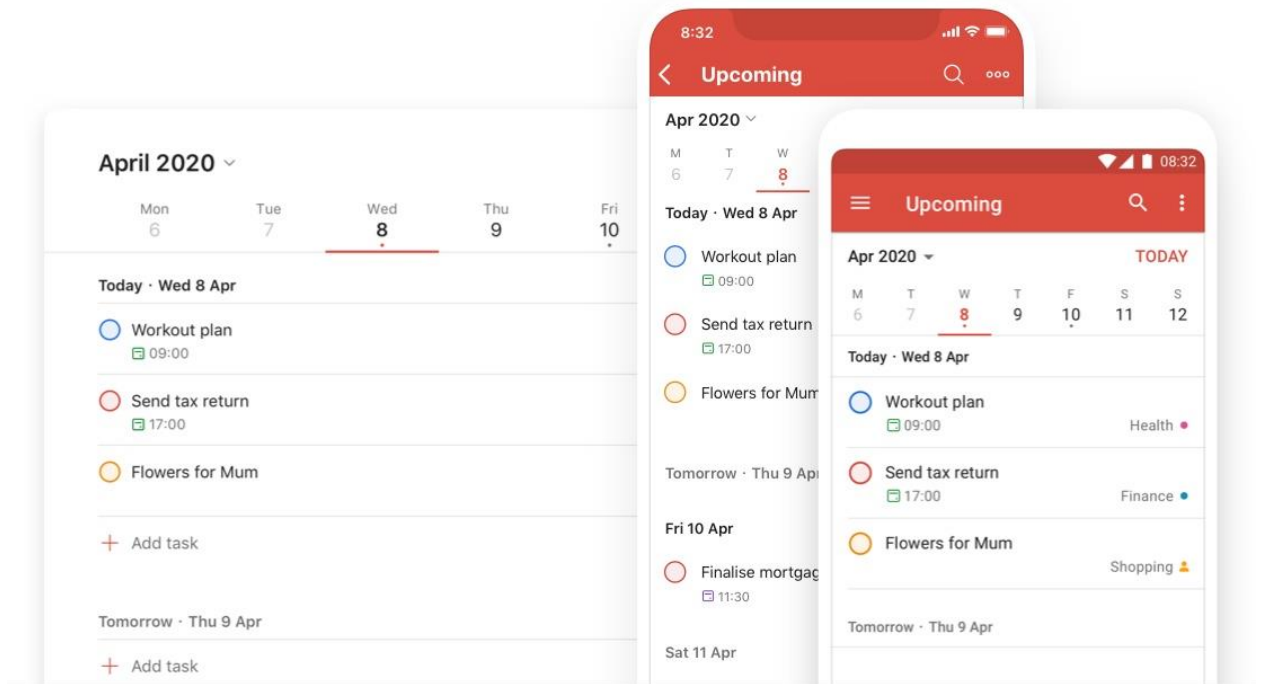 April 2020
Mon Tue Wed Thu Fri
6 7 8 9 10
Today · Wed 8 Apr
Workout plan
09:00
Send tax return
17:00
Flowers for Mum
+ Add task
Tomorrow · Thu 9 Apr
+ Add task
8:32
Upcoming
Apr 2020
M T W
6 7 8
Today · Wed 8 Apr
Workout plan
09:00
Send tax return
17:00
Flowers for Mum
Tomorrow · Thu 9 Apr
Fri 10 Apr
Finalise mortgag
11:30
Sat 11 Apr
08:32
Upcoming
Apr 2020 TODAY
M T W T F S S
6 7 8 9 10 11 12
Today · Wed 8 Apr
Workout plan
09:00 Health
Send tax return
17:00 Finance
Flowers for Mum
Shopping
Tomorrow · Thu 9 Apr